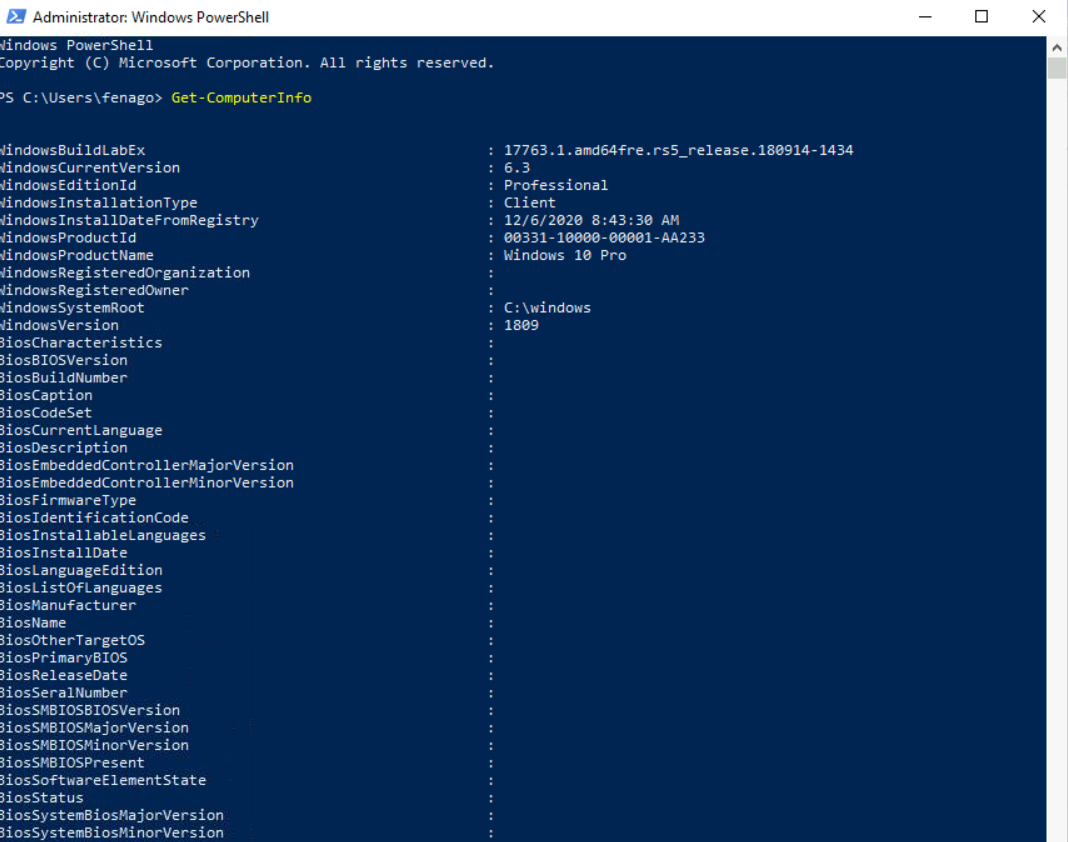 Administrator: Windows PowerShell
Windows PowerShell
Copyright (C) Microsoft Corporation. All rights reserved.
PS C:\Users\fenago> Get-ComputerInfo
WindowsBuildLabEx : 17763.1.amd64fre.rs5_release.180914-1434
WindowsCurrentVersion : 6.3
WindowsEditionId : Professional
WindowsInstallationType : Client
WindowsInstallDateFromRegistry : 12/6/2020 8:43:30 AM
WindowsProductId : 00331-10000-00001-AA233
WindowsProductName : Windows 10 Pro
WindowsRegisteredOrganization :
WindowsRegisteredOwner :
WindowsSystemRoot : C:\windows
WindowsVersion : 1809
BiosCharacteristics :
BiosBIOSVersion :
BiosBuildNumber :
BiosCaption :
BiosCodeSet :
BiosCurrentLanguage :
BiosDescription :
BiosEmbeddedControllerMajorVersion :
BiosEmbeddedControllerMinorVersion :
BiosFirmwareType :
BiosIdentificationCode :
BiosInstallableLanguages :
BiosInstallDate :
BiosLanguageEdition :
BiosListOfLanguages :
BiosManufacturer :
BiosName :
BiosOtherTargetOS :
BiosPrimaryBIOS :
BiosReleaseDate :
BiosSeralNumber :
BiosSMBIOSBIOSVersion :
BiosSMBIOSMajorVersion :
BiosSMBIOSMinorVersion :
BiosSMBIOSPresent :
BiosSoftwareElementState :
BiosStatus :
BiosSystemBiosMajorVersion :
BiosSystemBiosMinorVersion :